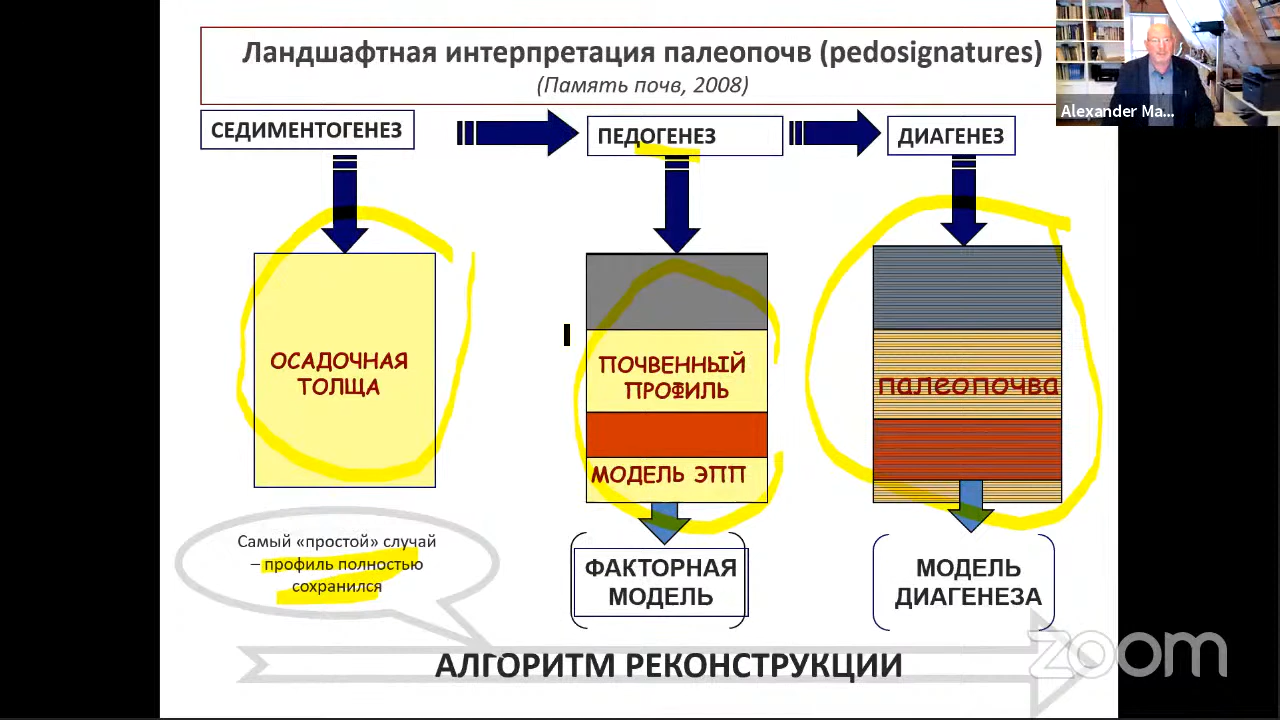 Ландшафтная интерпретация палеопочв (pedosignatures)
(Память почв, 2008)
Alexander Ma...
СЕДИМЕНТОГЕНЕЗ
ПЕДОГЕНЕЗ
ДИАГЕНЕЗ
ОСАДОЧНАЯ
ТОЛЩА
ПОЧВЕННЫЙ
ПРОФИЛЬ
МОДЕЛЬ ЭПП
палеопочва
Самый «простой» случай
– профиль полностью
сохранился
ФАКТОРНАЯ
МОДЕЛЬ
МОДЕЛЬ
ДИАГЕНЕЗА
АЛГОРИТМ РЕКОНСТРУКЦИИ
zoom